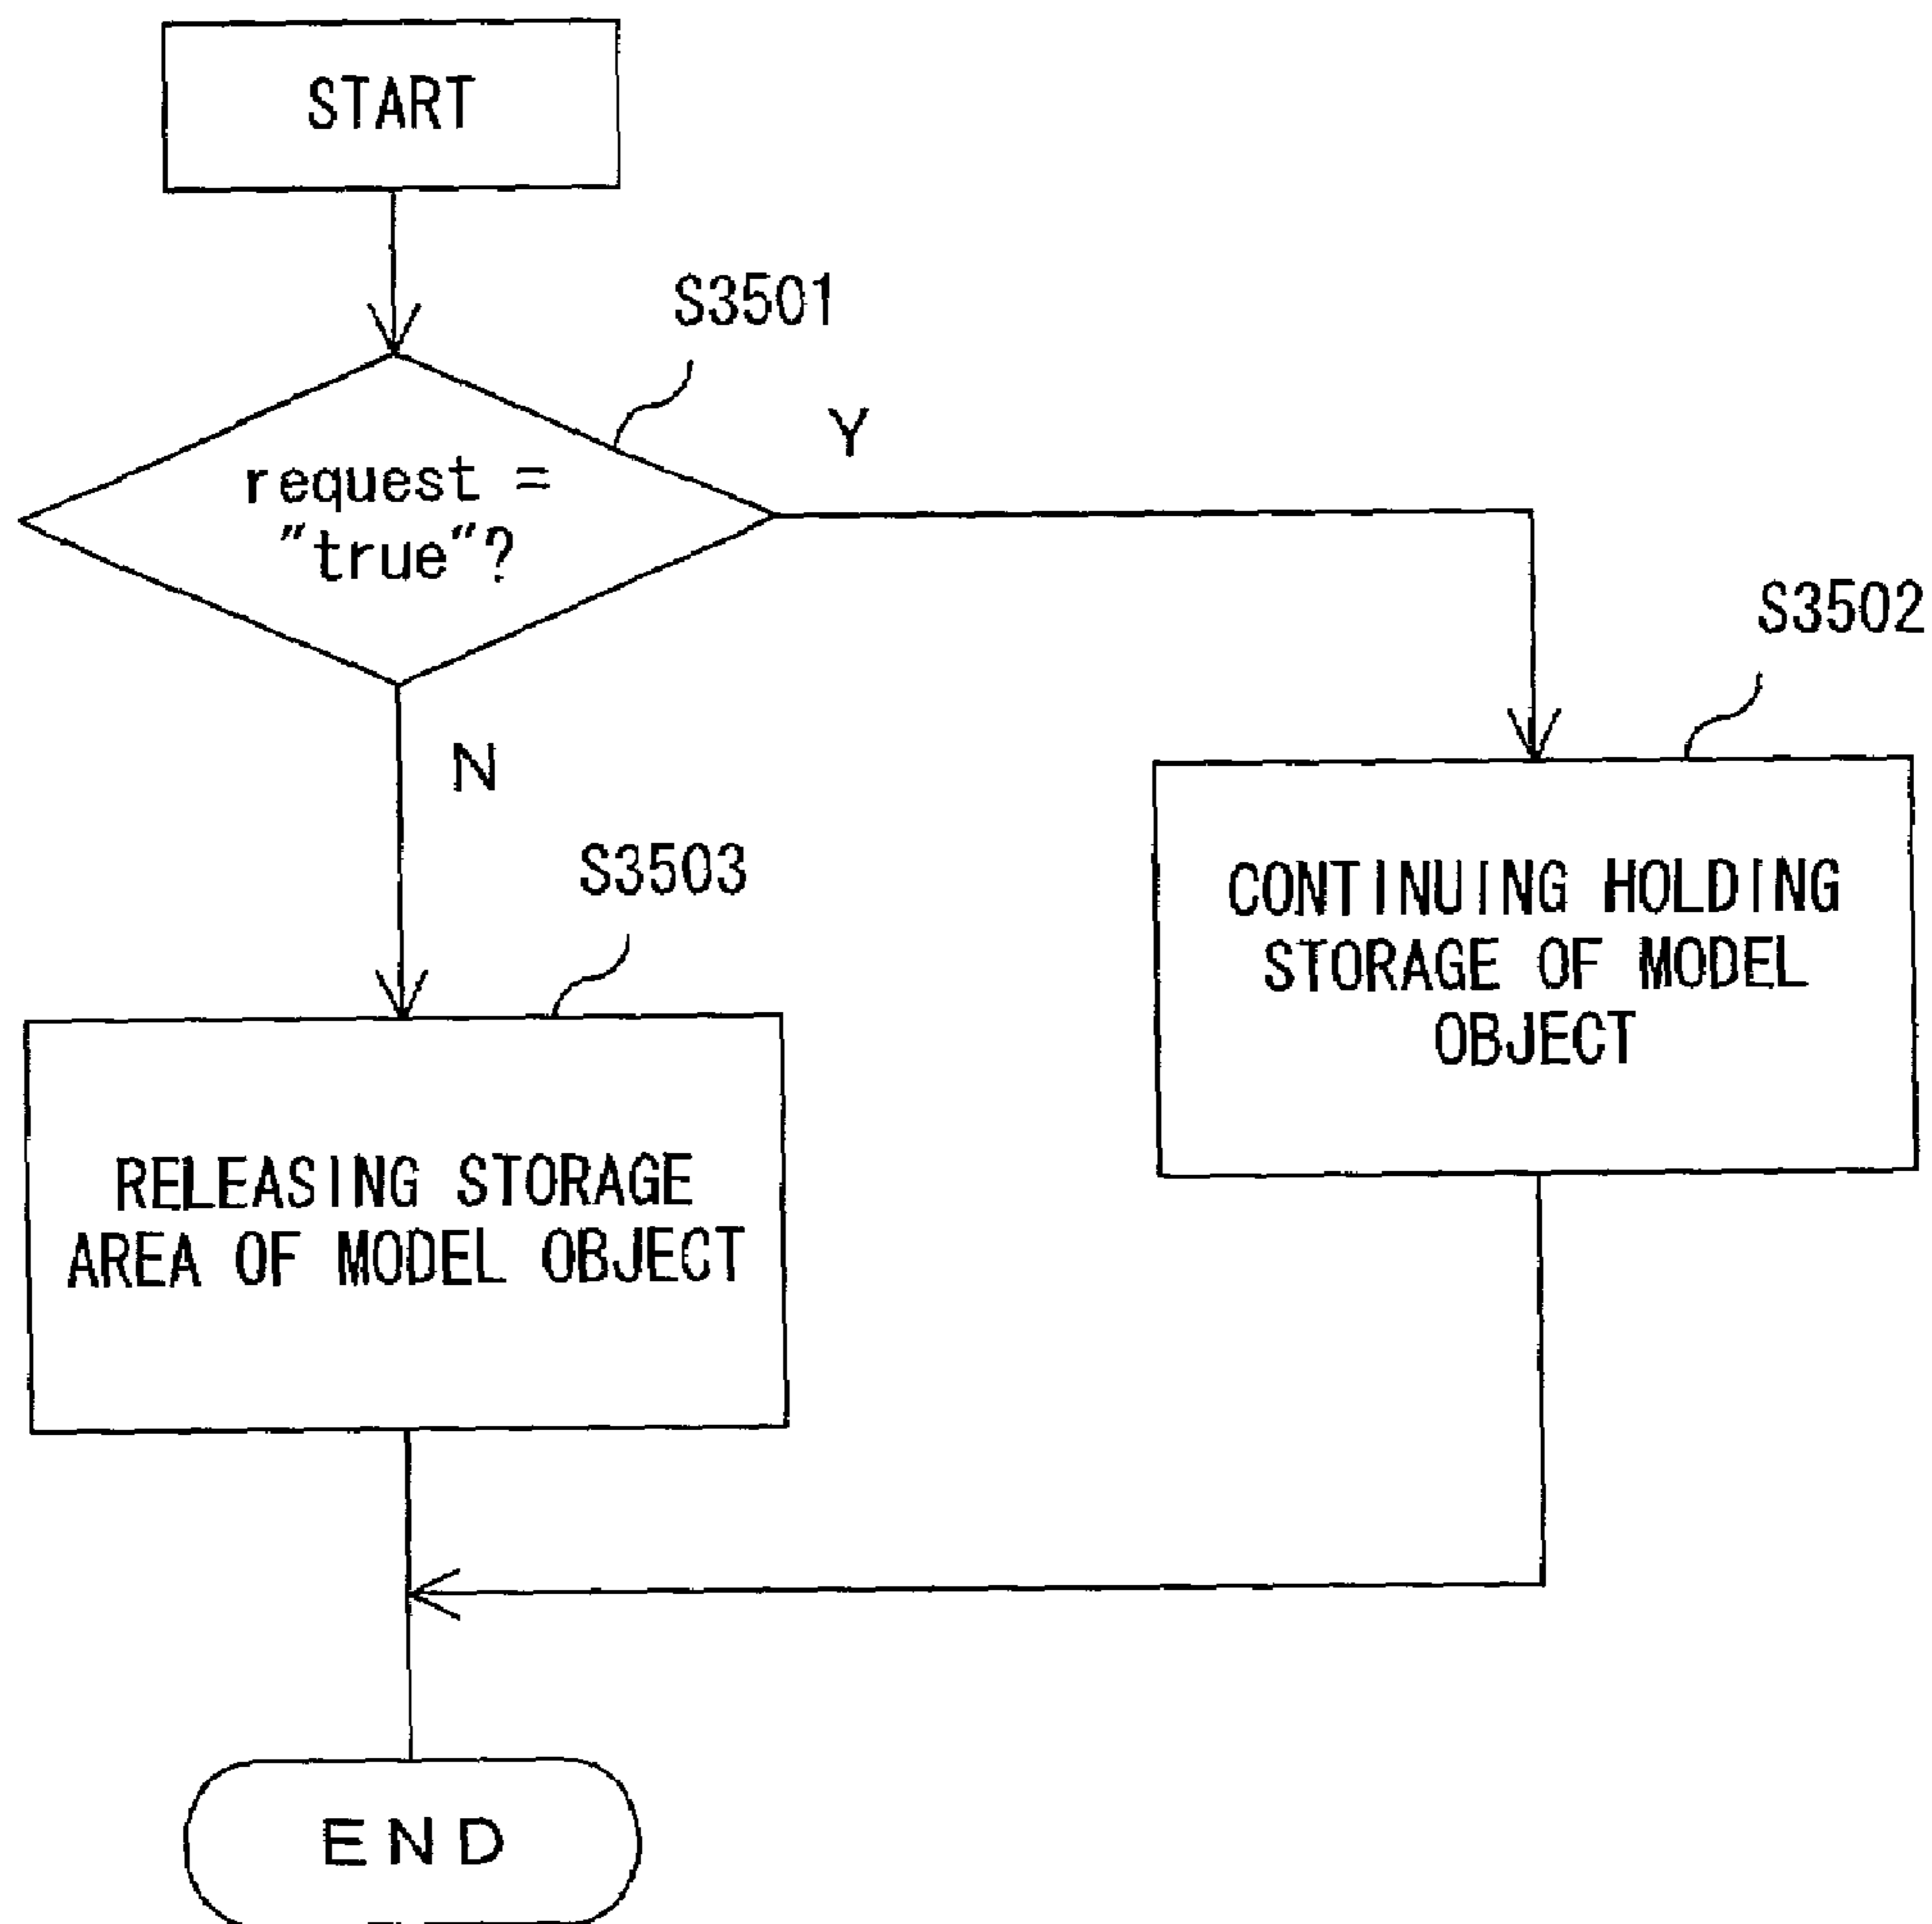 START
S3501
Y
request =
"true"?
S3502
N
S3503
CONTINUING HOLDING
STORAGE OF MODEL
OBJECT
RELEASING STORAGE
AREA OF MODEL OBJECT
END